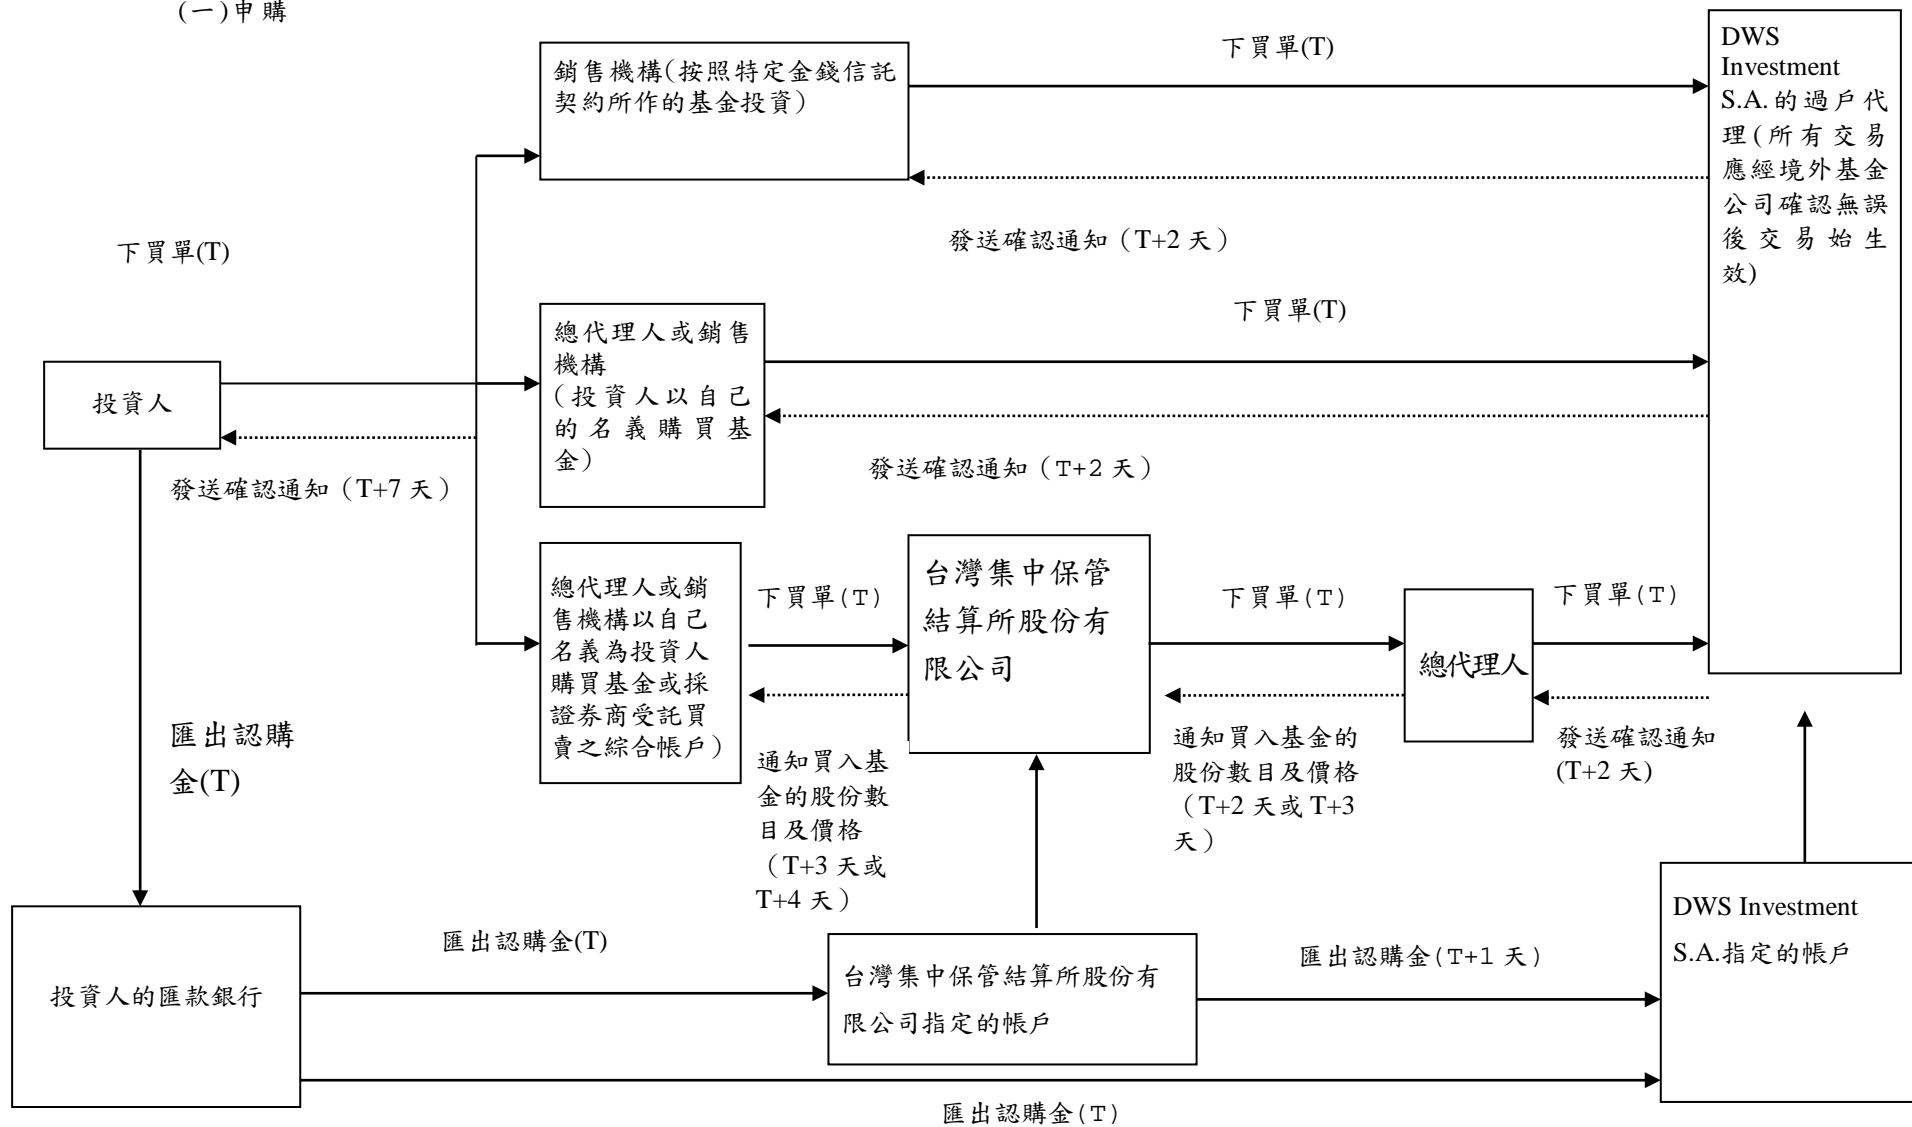 (一)申購
下買單(T)
銷售機構(按照特定金錢信託
契約所作的基金投資)
DWS
Investment
S.A.的過戶代
理(所有交易
應經境外基金
公司確認無誤
後交易始生
效)
發送確認通知（T+2 天）
下買單(T)
下買單(T)
總代理人或銷售
機構
(投資人以自己
的名義購買基
金)
投資人
發送確認通知（T+2 天）
發送確認通知（T+7 天）
總代理人或銷
售機構以自己
名義為投資人
購買基金或採
證券商受託買
賣之綜合帳戶)
下買單(T)
台灣集中保管
結算所股份有
限公司
下買單(T)
總代理人
下買單(T)
匯出認購
金(T)
通知買入基
金的股份數
目及價格
（T+3 天或
T+4 天）
通知買入基金的
股份數目及價格
（T+2 天或 T+3
天）
發送確認通知
(T+2 天)
投資人的匯款銀行
匯出認購金(T)
台灣集中保管結算所股份有
限公司指定的帳戶
匯出認購金(T+1 天)
DWS Investment
S.A.指定的帳戶
匯出認購金(T)